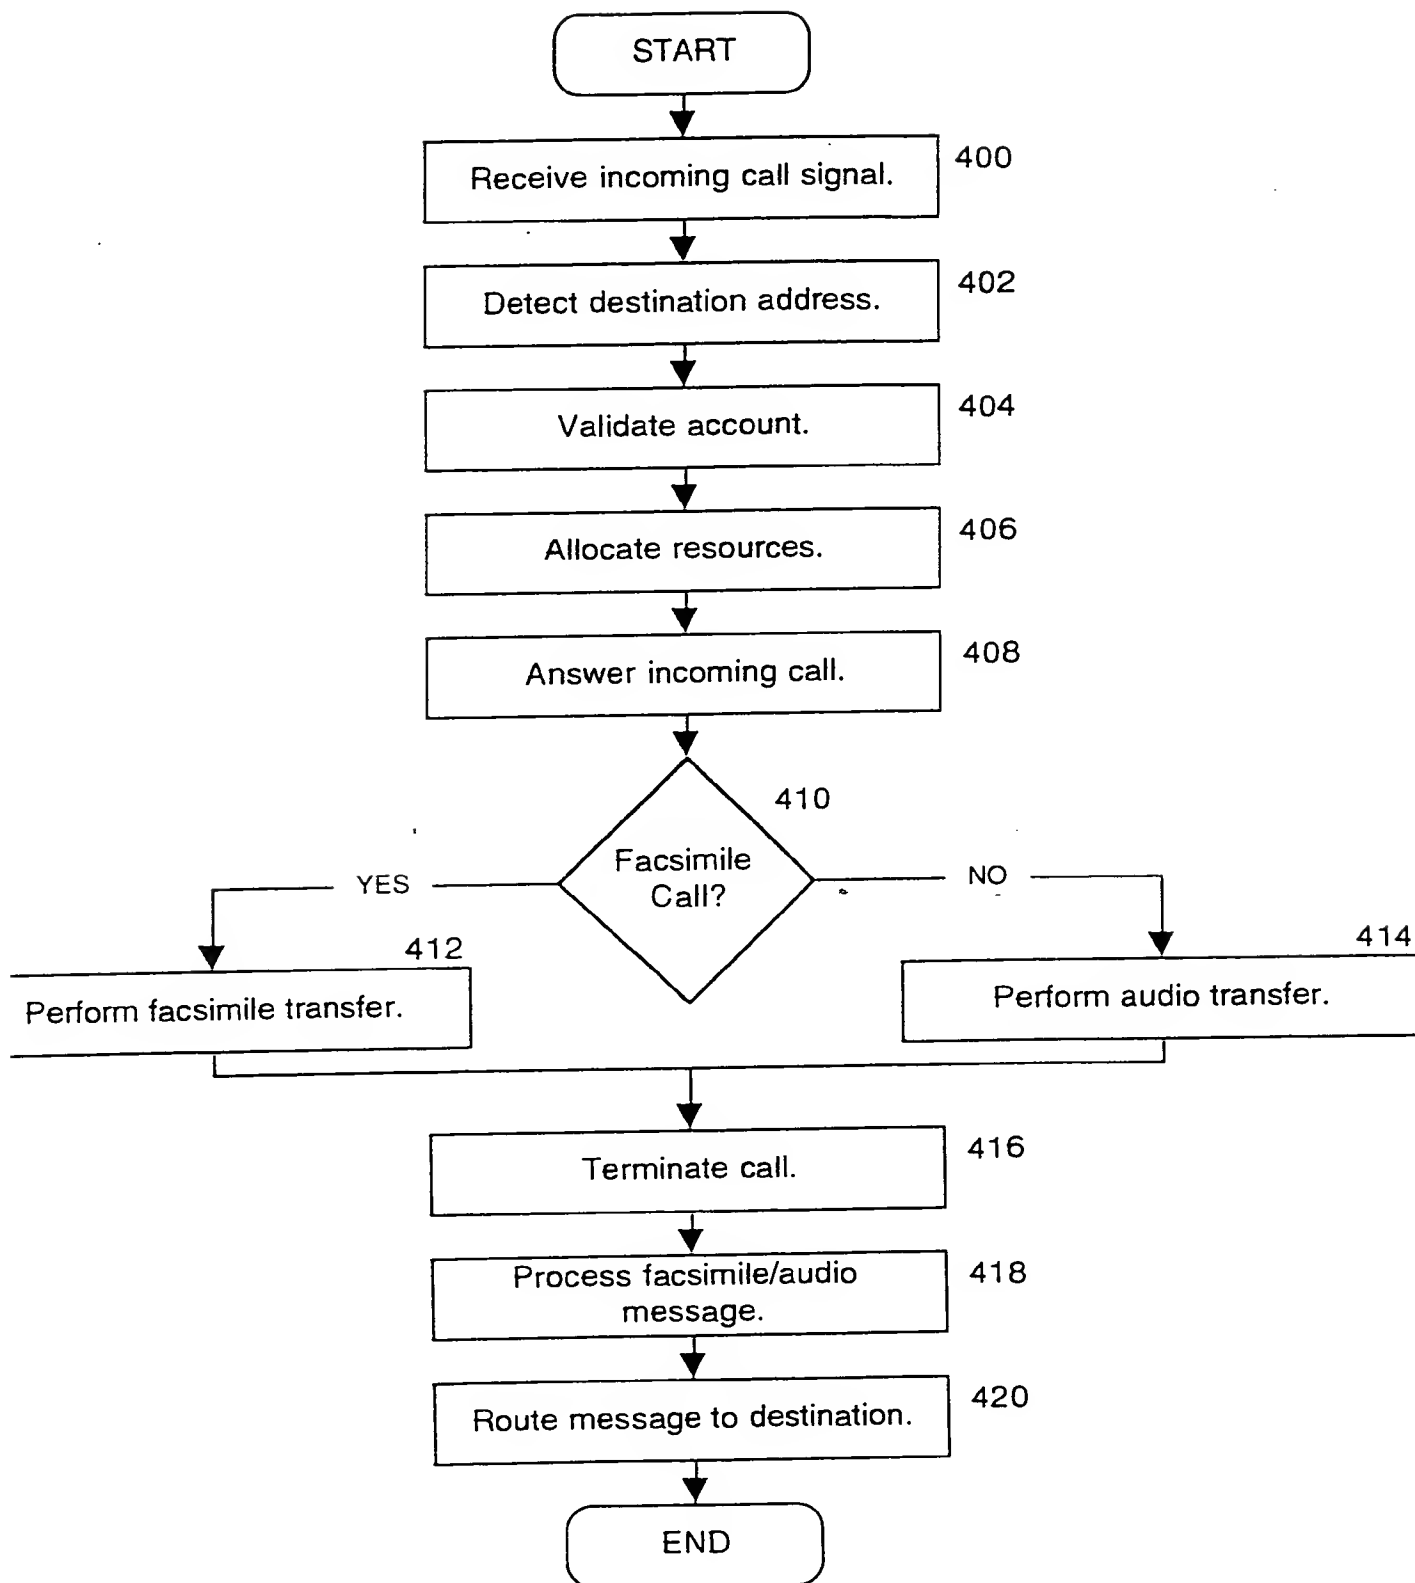 START
Receive incoming call signal.
400
Detect destination address.
402
Validate account.
404
Allocate resources.
406
Answer incoming call.
408
410
Facsimile
Call?
YES
NO
412
Perform facsimile transfer.
414
Perform audio transfer.
Terminate call.
416
Process facsimile/audio
message.
418
Route message to destination.
420
END